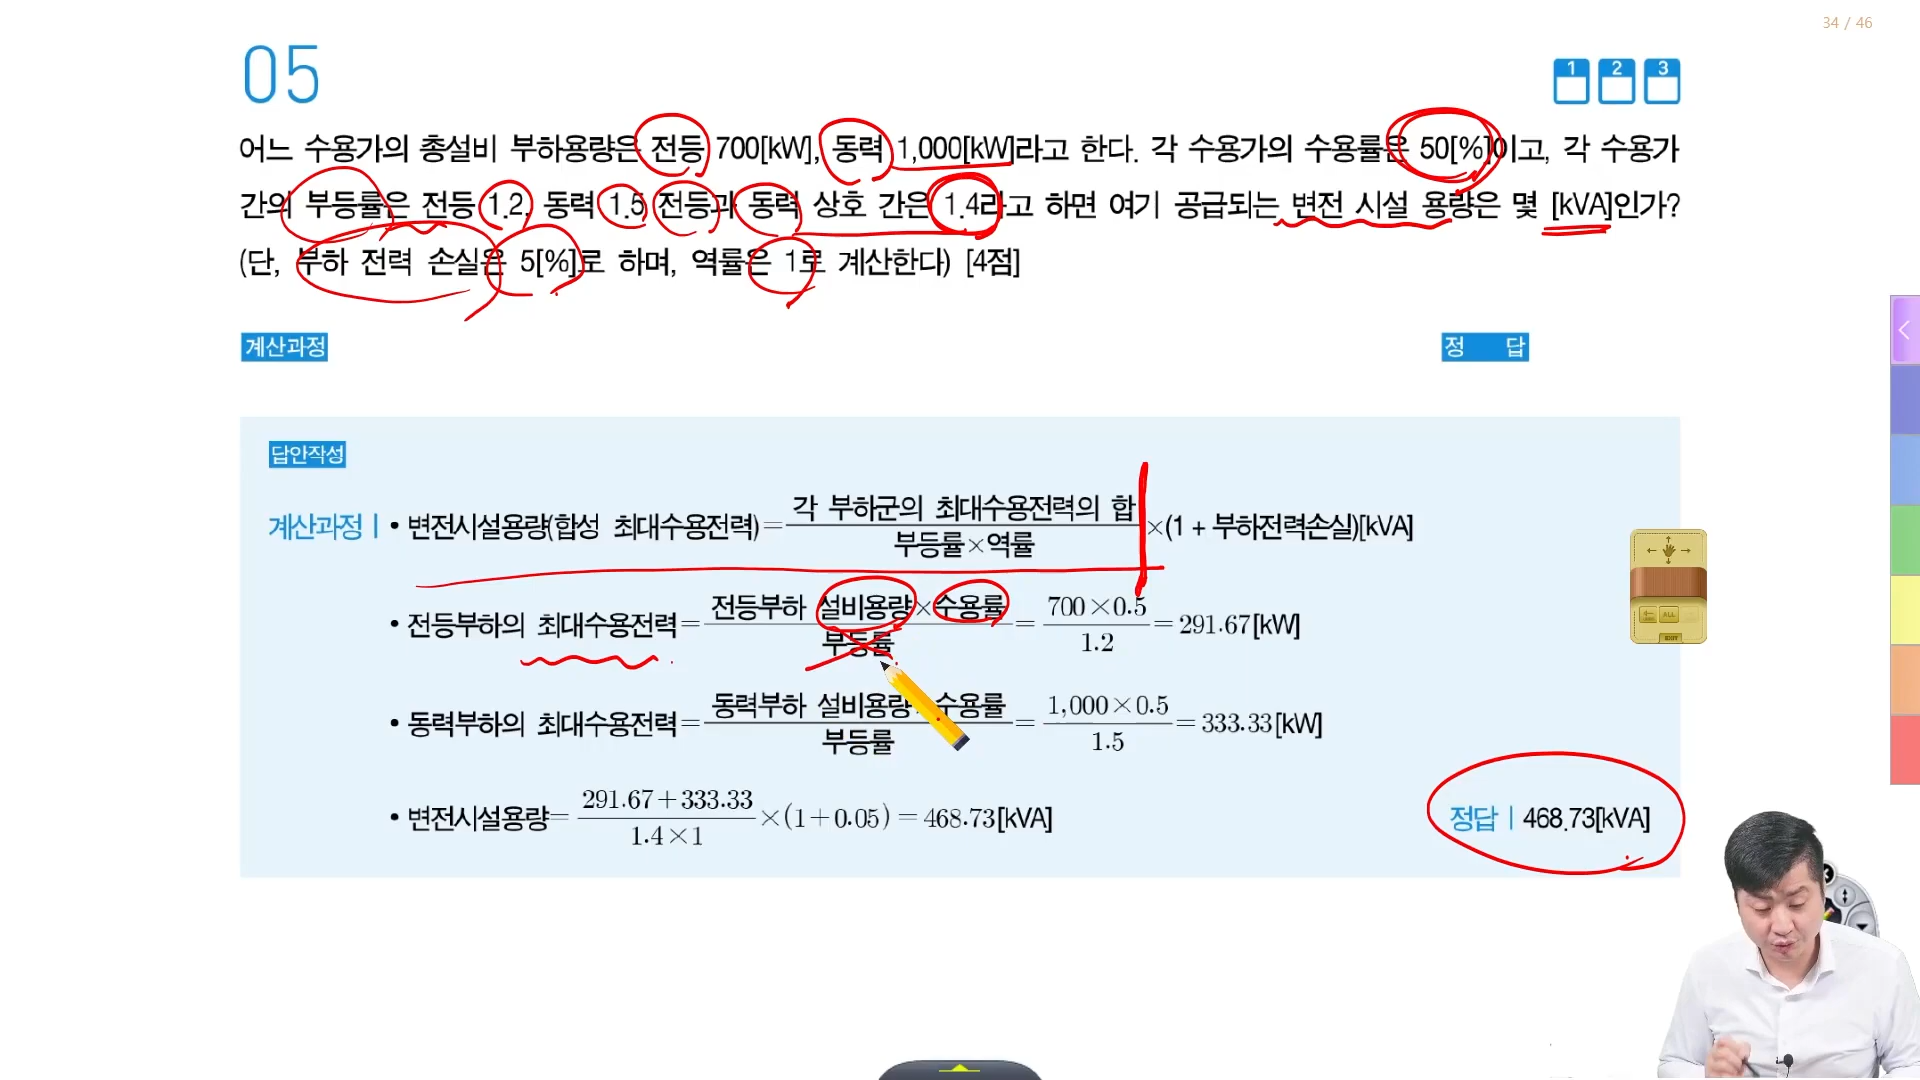 34 / 46
05
1 2 3
어느 수용가의 총설비 부하용량은 전등 700[kW], 동력 1,000[kW]라고 한다. 각 수용가의 수용률은 50[%]이고, 각 수용가
간의 부등률은 전등 1.2, 동력 1.5 전등과 동력 상호 간은 1.4라고 하면 여기 공급되는 변전 시설 용량은 몇 [kVA]인가?
(단, 부하 전력 손실은 5[%]로 하며, 역률은 1로 계산한다) [4점]
계산과정
정 답
답안작성
계산과정 | • 변전시설용량(합성 최대수용전력)= 각 부하군의 최대수용전력의 합 / 부등률×역률 ×(1 + 부하전력손실)[kVA]
• 전등부하의 최대수용전력= 전등부하 설비용량×수용률 / 부등률 = 700×0.5 / 1.2 = 291.67[kW]
• 동력부하의 최대수용전력= 동력부하 설비용량×수용률 / 부등률 = 1,000×0.5 / 1.5 = 333.33[kW]
• 변전시설용량= 291.67+333.33 / 1.4×1 ×(1+0.05) = 468.73[kVA]
정답 | 468.73[kVA]
ALL
EXIT